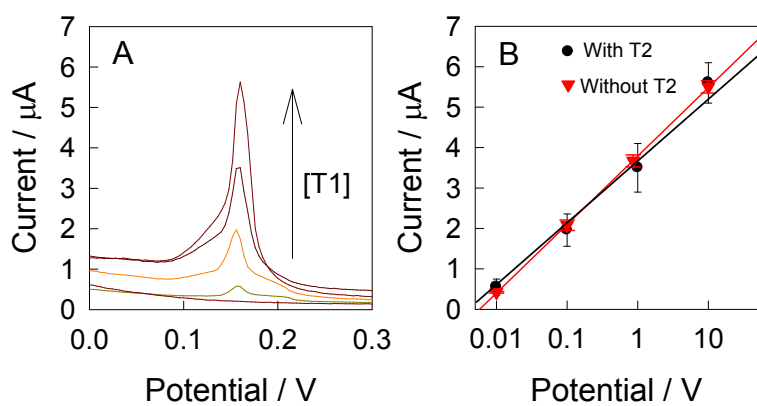 A
Current / μA
7
6
5
4
3
2
1
0
[T1]
0.0 0.1 0.2 0.3
Potential / V
B
With T2
Without T2
Current / μA
7
6
5
4
3
2
1
0
0.01 0.1 1 10
Potential / V